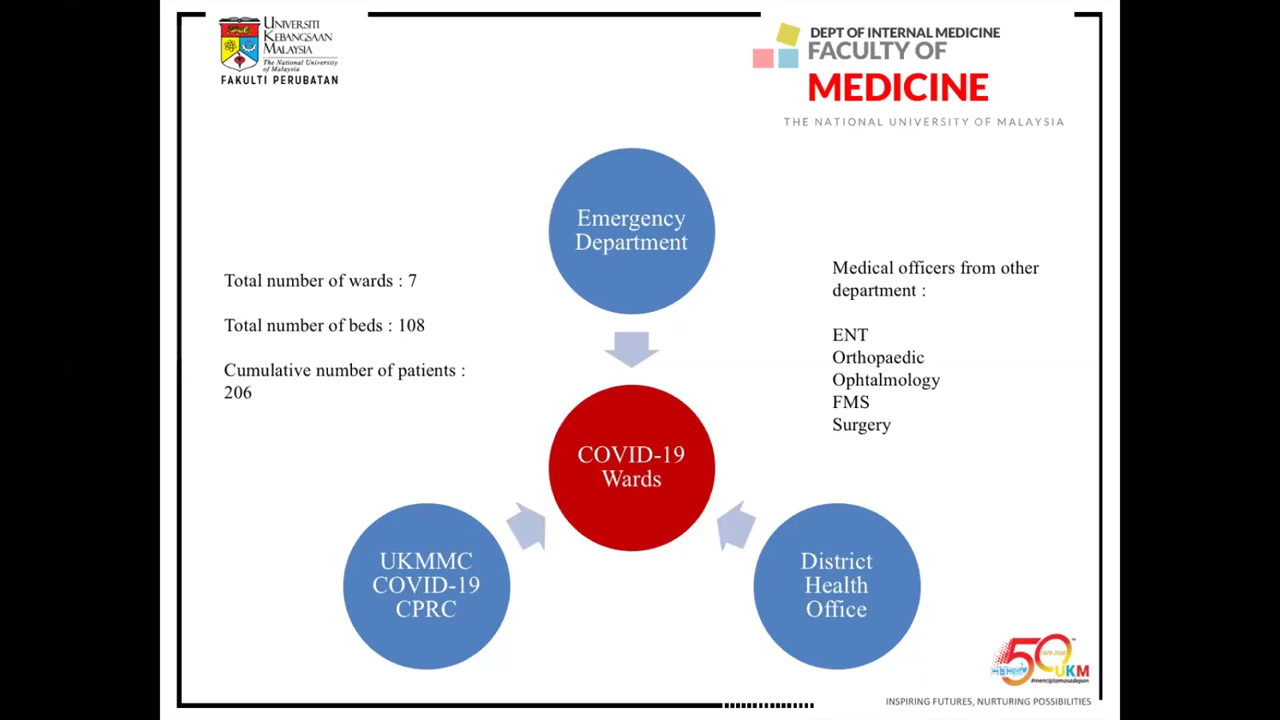 UNIVERSITI
KEBANGSAAN
MALAYSIA
The National University
of Malaysia
FAKULTI PERUBATAN
DEPT OF INTERNAL MEDICINE
FACULTY OF
MEDICINE
THE NATIONAL UNIVERSITY OF MALAYSIA
Emergency
Department
Total number of wards : 7
Total number of beds : 108
Cumulative number of patients :
206
Medical officers from other
department :
ENT
Orthopaedic
Ophtalmology
FMS
Surgery
COVID-19
Wards
UKMMC
COVID-19
CPRC
District
Health
Office
50
1970-2020
UKM
#menciptamasadepan
INSPIRING FUTURES, NURTURING POSSIBILITIES